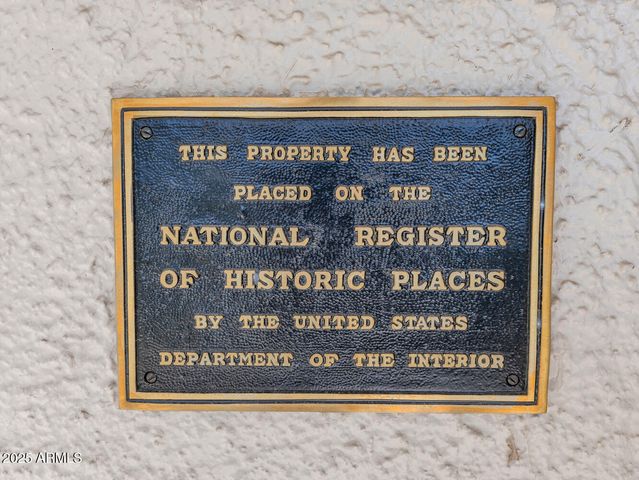 THIS PROPERTY HAS BEEN
PLACED ON THE
NATIONAL REGISTER
OF HISTORIC PLACES
BY THE UNITED STATES
DEPARTMENT OF THE INTERIOR
2025 ARMLS